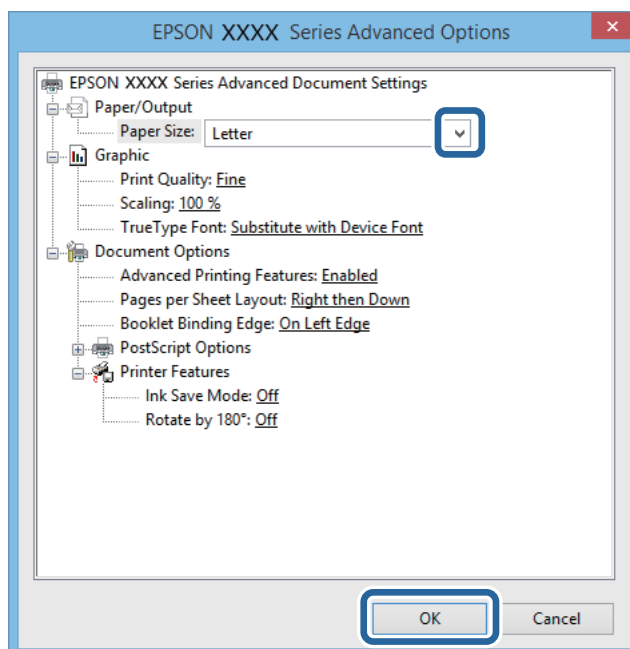 EPSON XXXX Series Advanced Options
EPSON XXXX Series Advanced Document Settings
Paper/Output
Paper Size: Letter
Graphic
Print Quality: Fine
Scaling: 100 %
TrueType Font: Substitute with Device Font
Document Options
Advanced Printing Features: Enabled
Pages per Sheet Layout: Right then Down
Booklet Binding Edge: On Left Edge
PostScript Options
Printer Features
Ink Save Mode: Off
Rotate by 180°: Off
OK Cancel